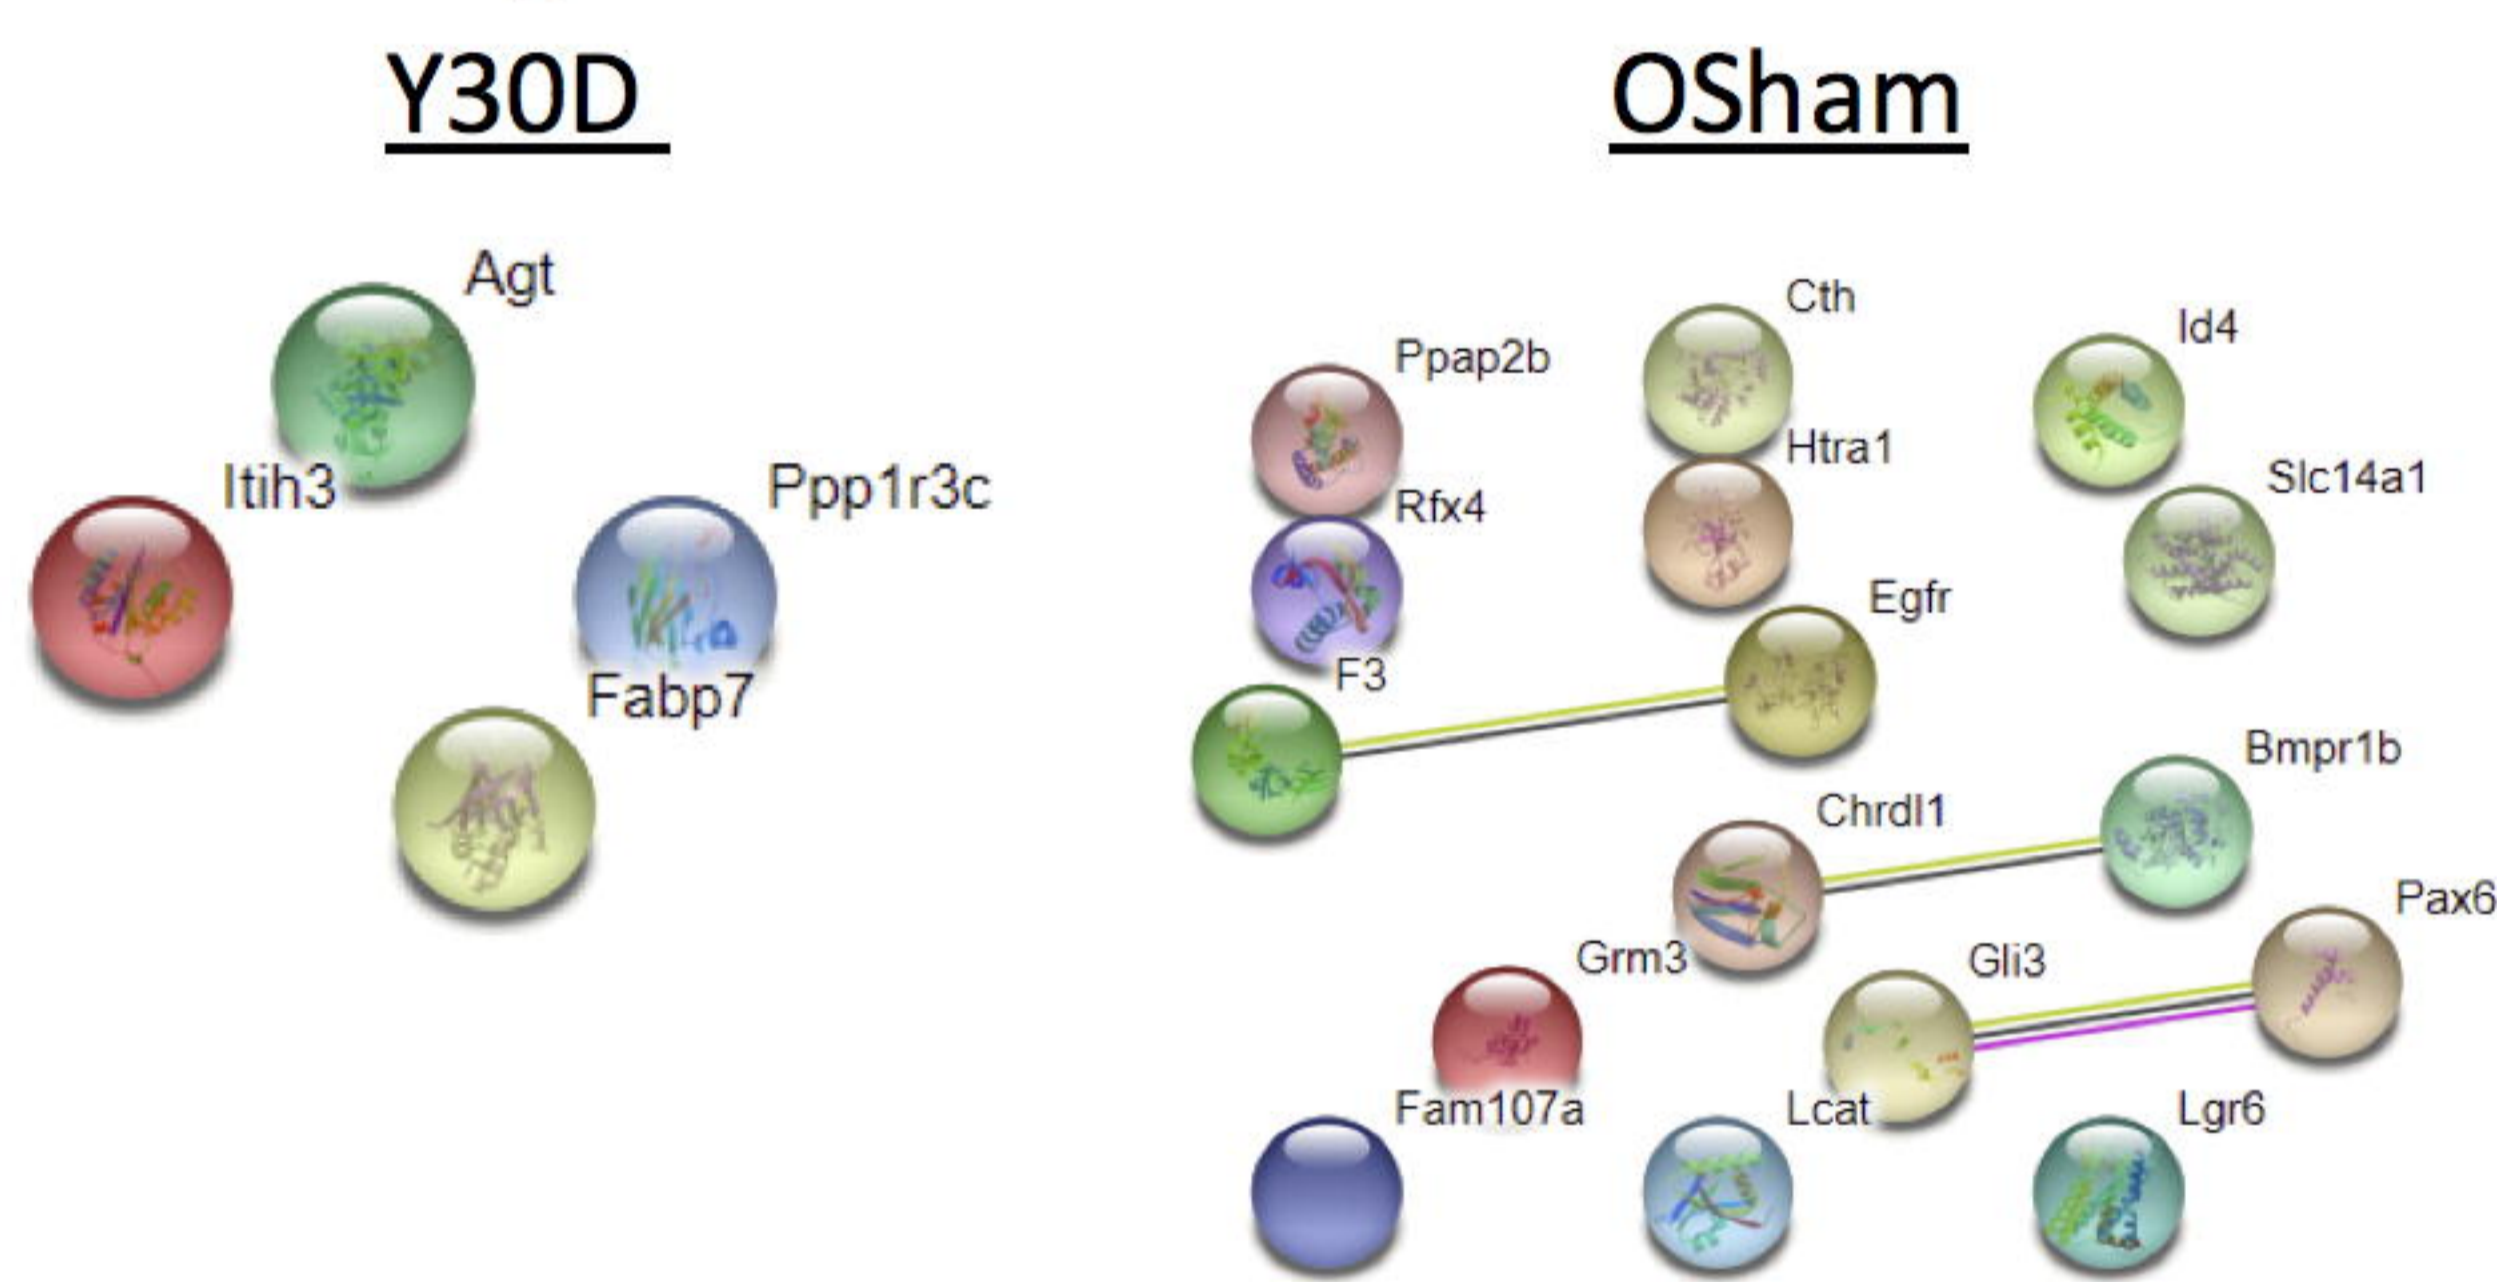 Y30D
OSham
Agt
Itih3
Ppp1r3c
Fabp7
Cth
Id4
Ppap2b
Htra1
Slc14a1
Rfx4
Egfr
F3
Bmpr1b
Chrdl1
Pax6
Grm3
Gli3
Fam107a
Lcat
Lgr6